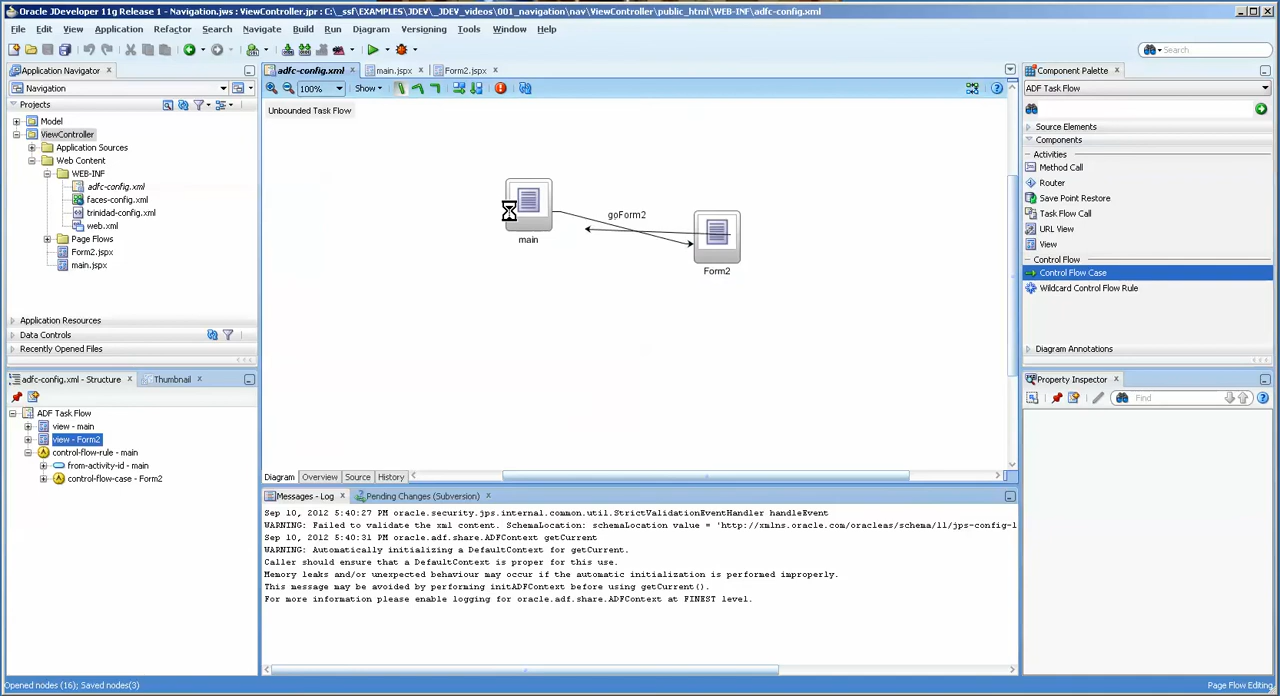 Oracle JDeveloper 11g Release 1 - Navigation.jws : ViewController.jpr : C:\_ssf\EXAMPLES\JDEV\_JDEV_videos\001_navigation\nav\ViewController\public_html\WEB-INF\adfc-config.xml
File Edit View Application Refactor Search Navigate Build Run Diagram Versioning Tools Window Help
Search
Application Navigator
Navigation
Projects
Model
ViewController
Application Sources
Web Content
WEB-INF
adfc-config.xml
faces-config.xml
trinidad-config.xml
web.xml
Page Flows
Form2.jspx
main.jspx
Application Resources
Data Controls
Recently Opened Files
adfc-config.xml - Structure
Thumbnail
ADF Task Flow
view - main
view - Form2
control-flow-rule - main
from-activity-id - main
control-flow-case - Form2
adfc-config.xml
main.jspx
Form2.jspx
100%
Show
Unbounded Task Flow
main
goForm2
Form2
Diagram Overview Source History
Messages - Log
Pending Changes (Subversion)
Sep 10, 2012 5:40:27 PM oracle.security.jps.internal.common.util.StrictValidationEventHandler handleEvent
WARNING: Failed to validate the xml content. SchemaLocation: schemaLocation value = 'http://xmlns.oracle.com/oracleas/schema/11/jps-config-1
Sep 10, 2012 5:40:31 PM oracle.adf.share.ADFContext getCurrent
WARNING: Automatically initializing a DefaultContext for getCurrent.
Caller should ensure that a DefaultContext is proper for this use.
Memory leaks and/or unexpected behaviour may occur if the automatic initialization is performed improperly.
This message may be avoided by performing initADFContext before using getCurrent().
For more information please enable logging for oracle.adf.share.ADFContext at FINEST level.
Component Palette
ADF Task Flow
Source Elements
Components
Activities
Method Call
Router
Save Point Restore
Task Flow Call
URL View
View
Control Flow
Control Flow Case
Wildcard Control Flow Rule
Diagram Annotations
Property Inspector
Find
Opened nodes (16); Saved nodes(3)
Page Flow Editing